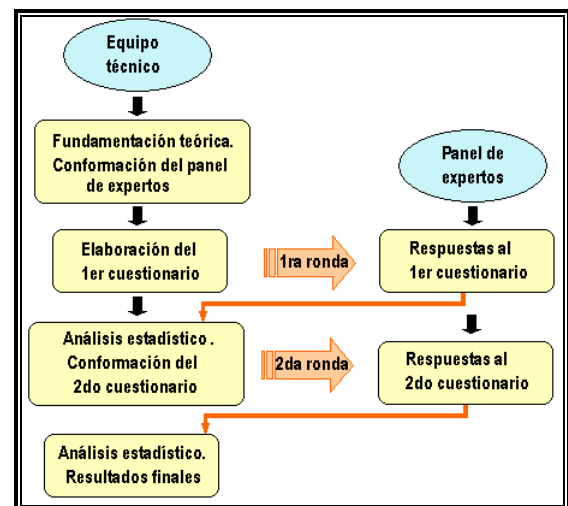 Equipo
técnico
Fundamentación teórica.
Conformación del panel
de expertos
Panel de
expertos
Elaboración del
1er cuestionario
1ra ronda
Respuestas al
1er cuestionario
Análisis estadístico .
Conformación del
2do cuestionario
2da ronda
Respuestas al
2do cuestionario
Análisis estadístico.
Resultados finales